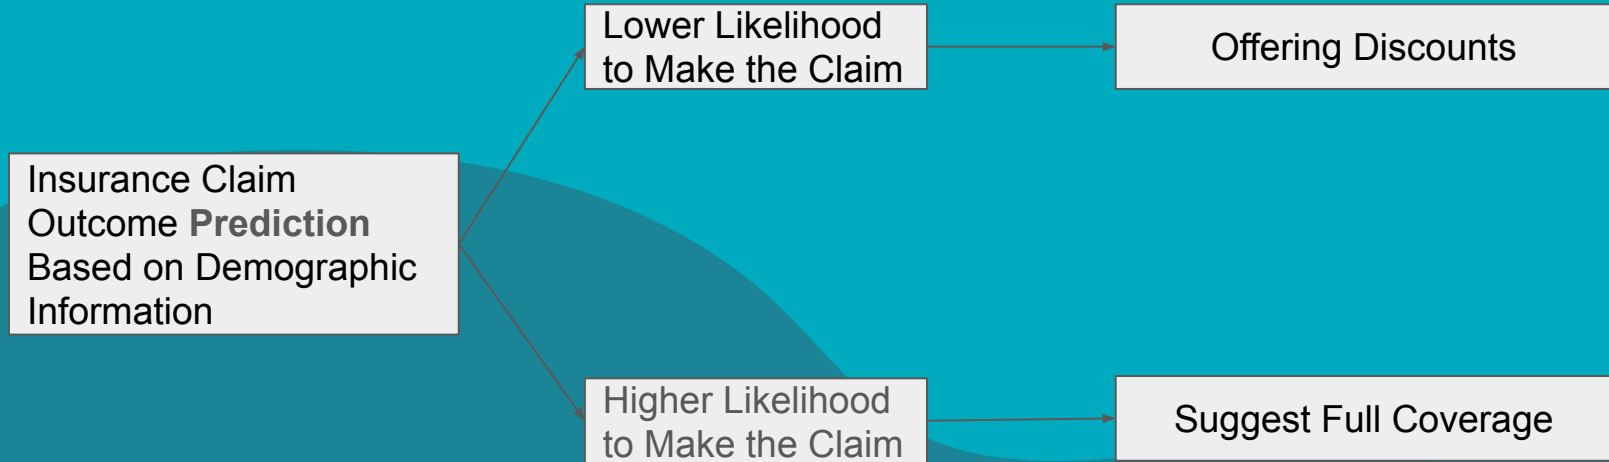 Lower Likelihood
to Make the Claim
Offering Discounts
Insurance Claim
Outcome Prediction
Based on Demographic
Information
Higher Likelihood
to Make the Claim
Suggest Full Coverage